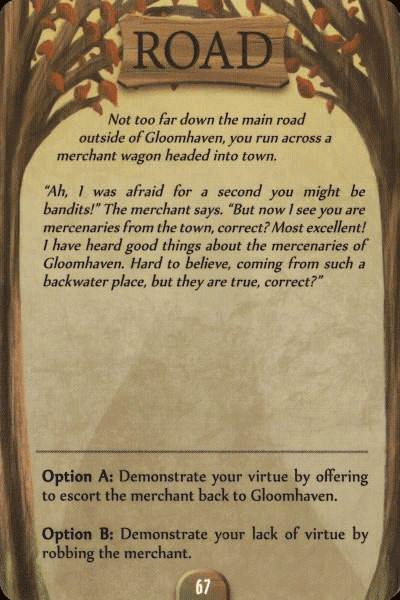 ROAD
Not too far down the main road
outside of Gloomhaven, you run across a
merchant wagon headed into town.
“Ah, I was afraid for a second you might be
bandits!” The merchant says. “But now I see you are
mercenaries from the town, correct? Most excellent!
I have heard good things about the mercenaries of
Gloomhaven. Hard to believe, coming from such a
backwater place, but they are true, correct?”
Option A: Demonstrate your virtue by offering
to escort the merchant back to Gloomhaven.
Option B: Demonstrate your lack of virtue by
robbing the merchant.
67